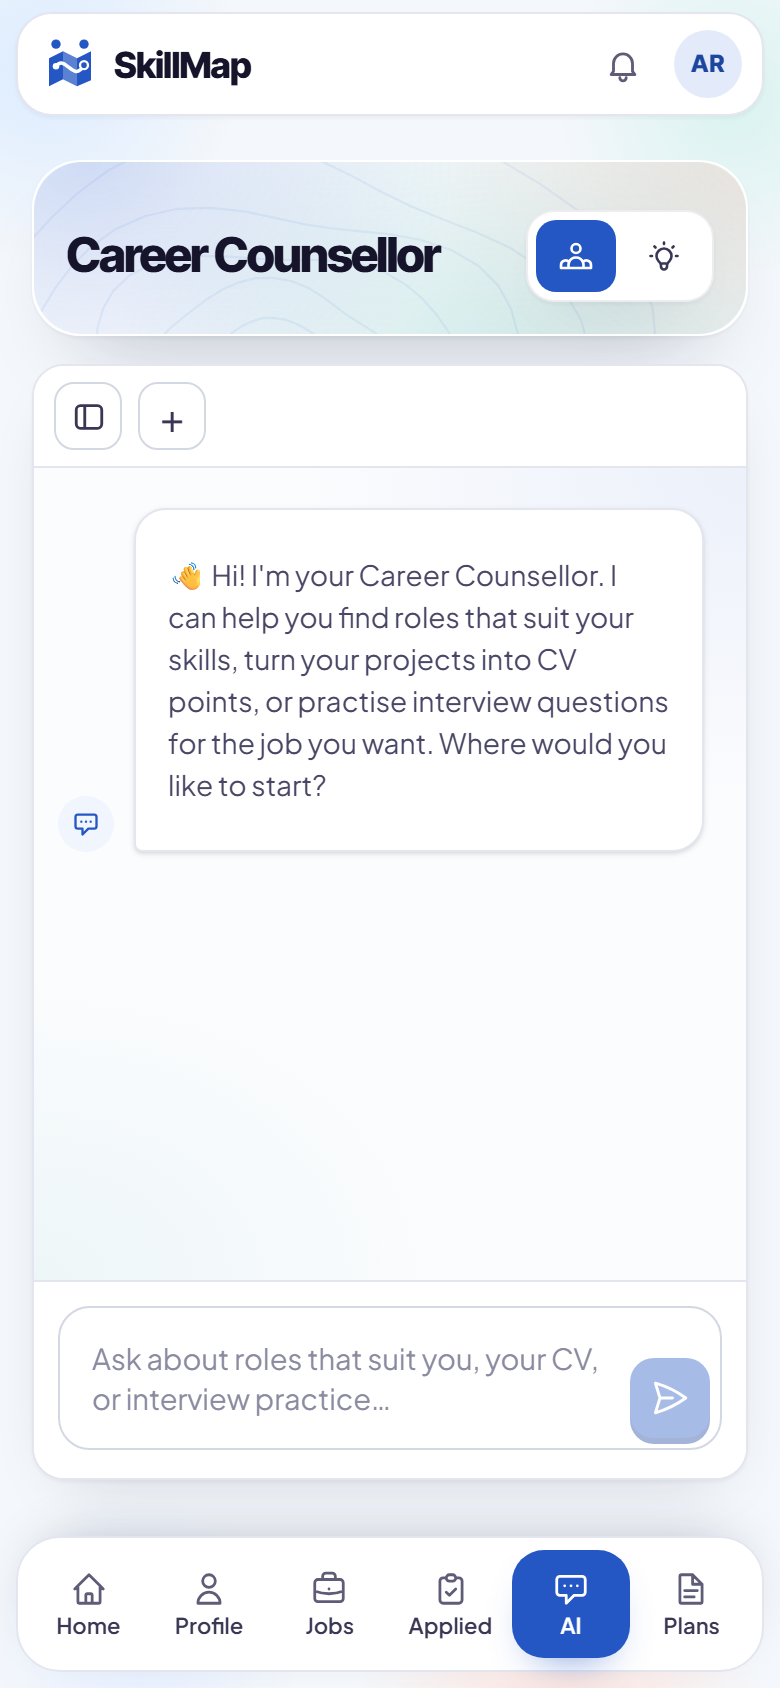 SkillMap
AR
Career Counsellor
👋 Hi! I'm your Career Counsellor. I
can help you find roles that suit your
skills, turn your projects into CV
points, or practise interview questions
for the job you want. Where would you
like to start?
Ask about roles that suit you, your CV,
or interview practice...
Home
Profile
Jobs
Applied
AI
Plans